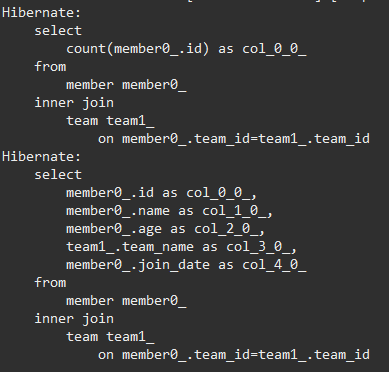 Hibernate:
    select
        count(member0_.id) as col_0_0_
    from
        member member0_
    inner join
        team team1_
            on member0_.team_id=team1_.team_id
Hibernate:
    select
        member0_.id as col_0_0_,
        member0_.name as col_1_0_,
        member0_.age as col_2_0_,
        team1_.team_name as col_3_0_,
        member0_.join_date as col_4_0_
    from
        member member0_
    inner join
        team team1_
            on member0_.team_id=team1_.team_id